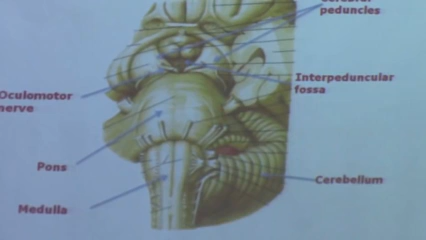 peduncles
Interpeduncular
fossa
Oculomotor
nerve
Pons
Cerebellum
Medulla